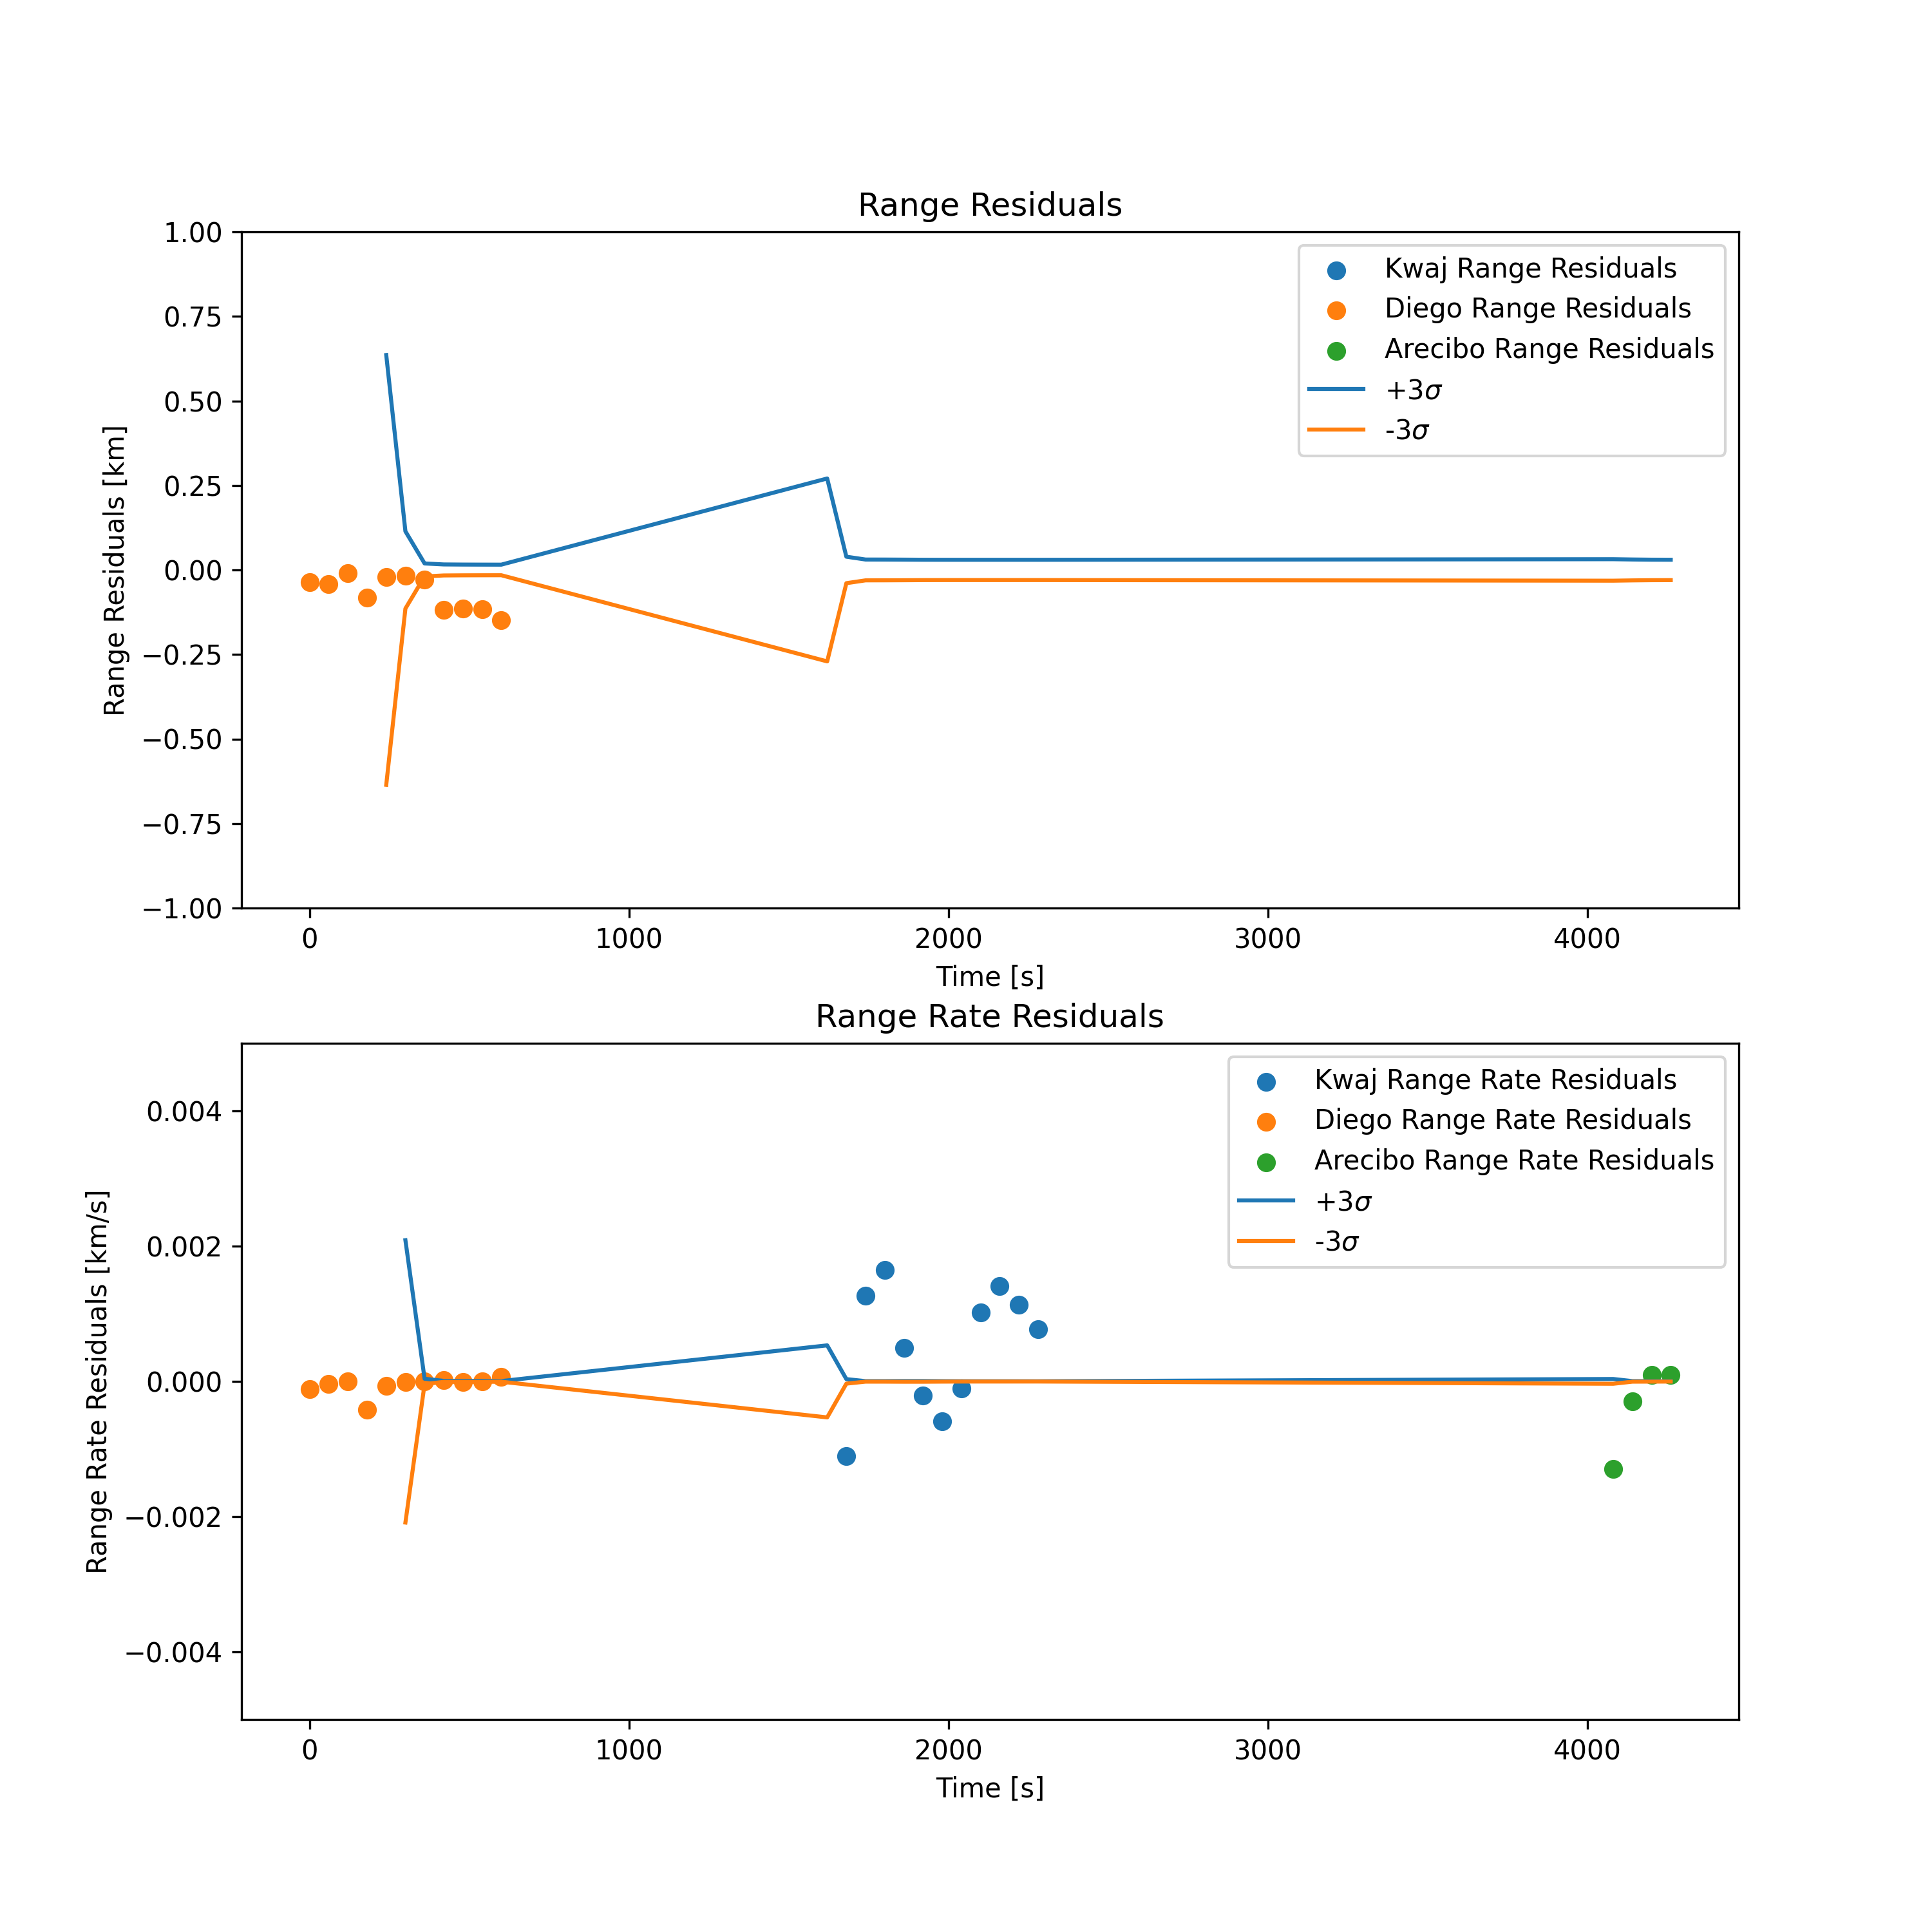 Range Residuals
1.00
0.75
0.50
0.25
0.00
−0.25
−0.50
−0.75
−1.00
Range Residuals [km]
Kwaj Range Residuals
Diego Range Residuals
Arecibo Range Residuals
+3σ
-3σ
0 1000 2000 3000 4000
Time [s]
Range Rate Residuals
0.004
0.002
0.000
−0.002
−0.004
Range Rate Residuals [km/s]
Kwaj Range Rate Residuals
Diego Range Rate Residuals
Arecibo Range Rate Residuals
+3σ
-3σ
0 1000 2000 3000 4000
Time [s]